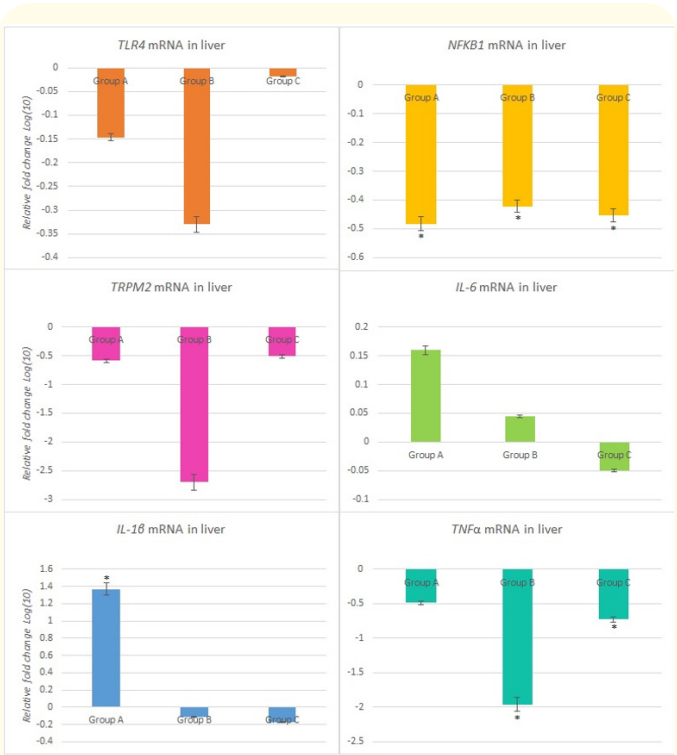 TLR4 mRNA in liver
Relative fold change Log(10)
0
-0.05
-0.1
-0.15
-0.2
-0.25
-0.3
-0.35
-0.4
Group A
Group B
Group C
NFKB1 mRNA in liver
0
-0.1
-0.2
-0.3
-0.4
-0.5
-0.6
Group A
Group B
Group C
*
*
*
TRPM2 mRNA in liver
Relative fold change Log(10)
0
-0.5
-1
-1.5
-2
-2.5
-3
Group A
Group B
Group C
IL-6 mRNA in liver
0.2
0.15
0.1
0.05
0
-0.05
-0.1
Group A
Group B
Group C
IL-1β mRNA in liver
Relative fold change Log(10)
1.6
1.4
1.2
1
0.8
0.6
0.4
0.2
0
-0.2
-0.4
*
Group A
Group B
Group C
TNFα mRNA in liver
0
-0.5
-1
-1.5
-2
-2.5
Group A
Group B
Group C
*
*